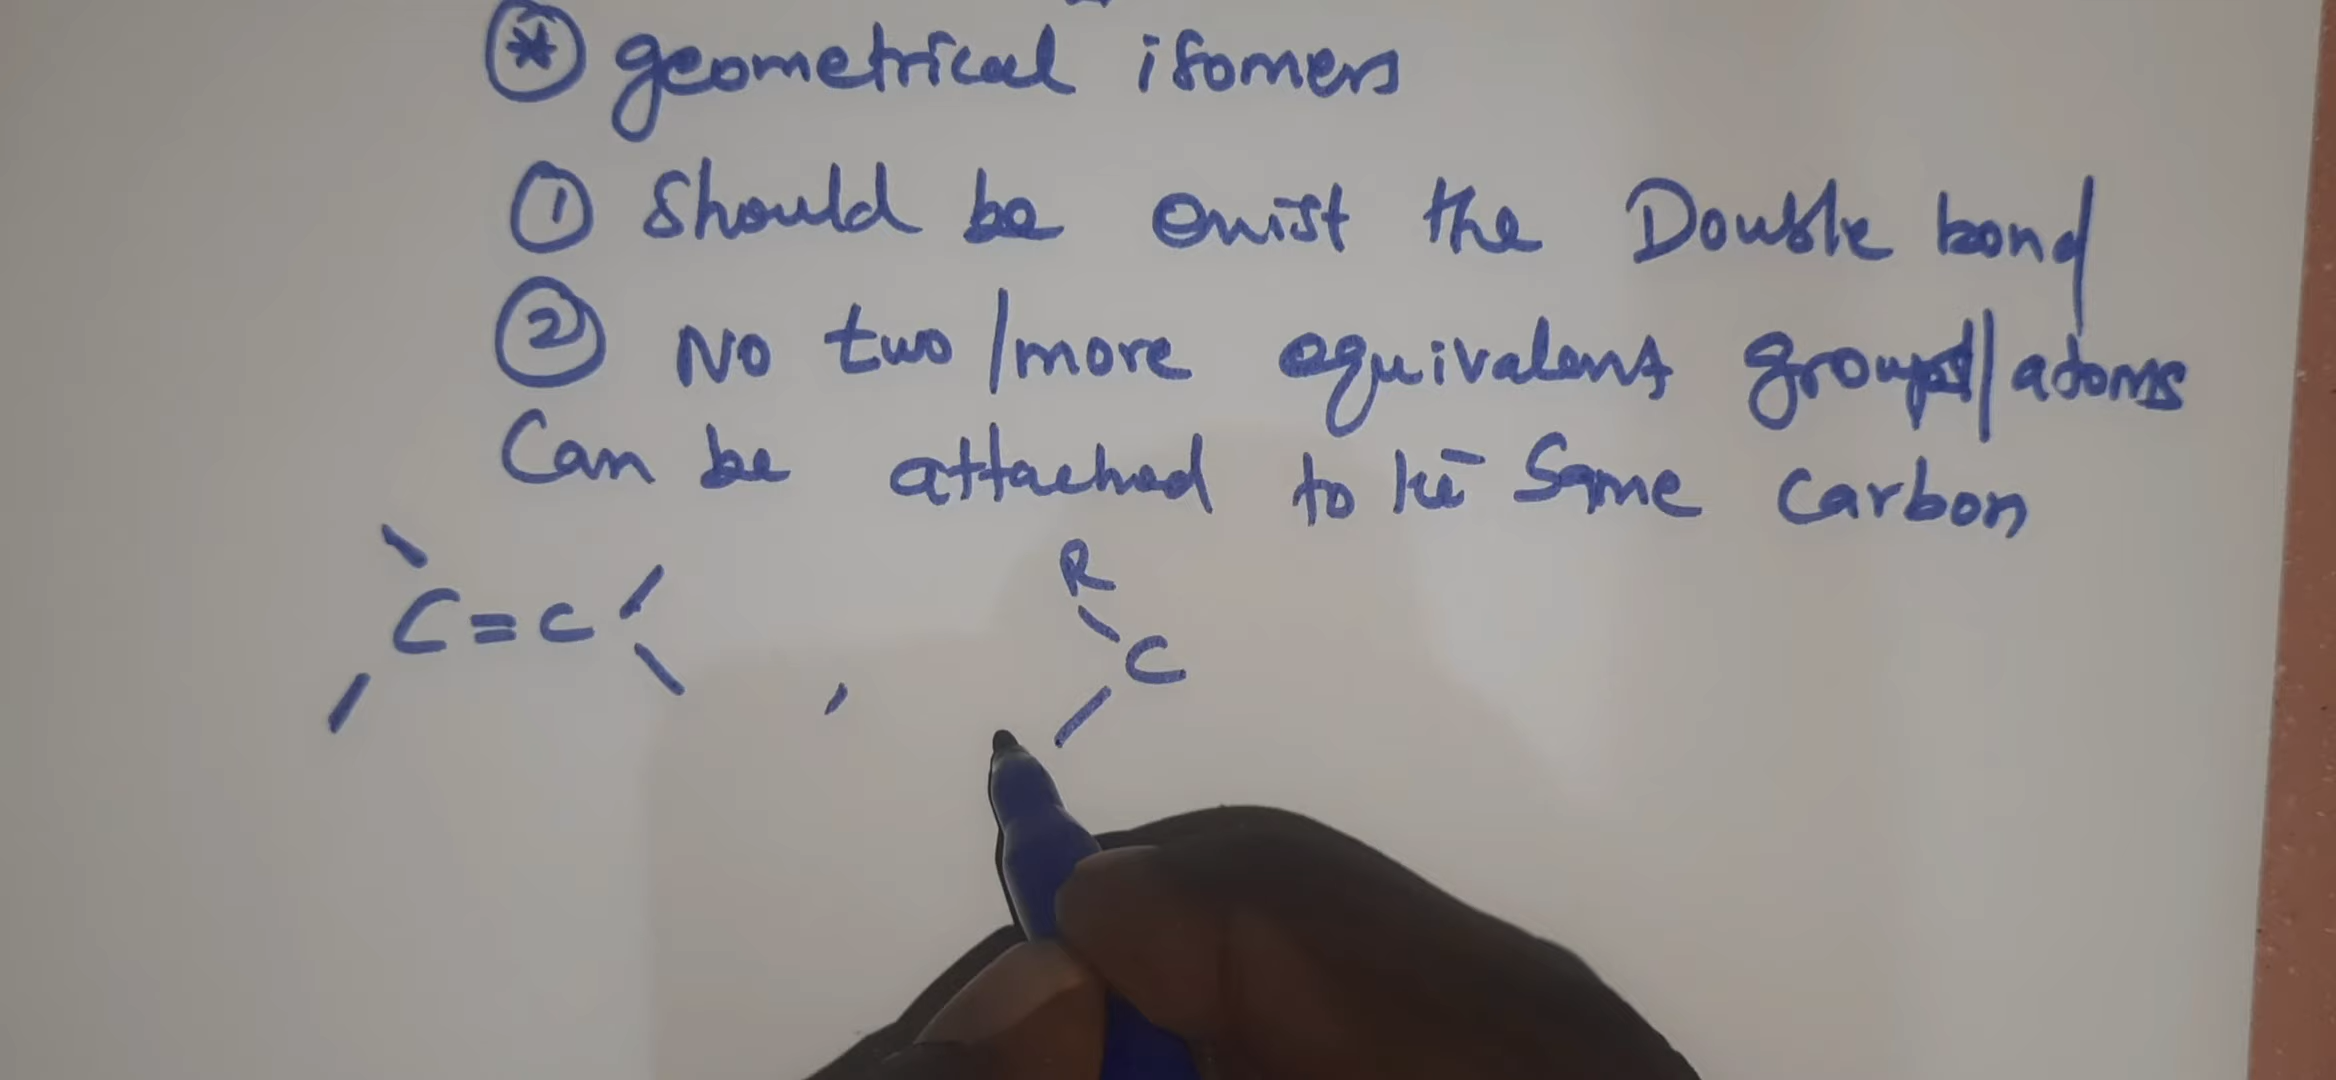 * geometrical isomers
① Should be enist the Double bond
② No two/more equivalent groups/atoms
Can be attached to the Same Carbon
C=C , R
C